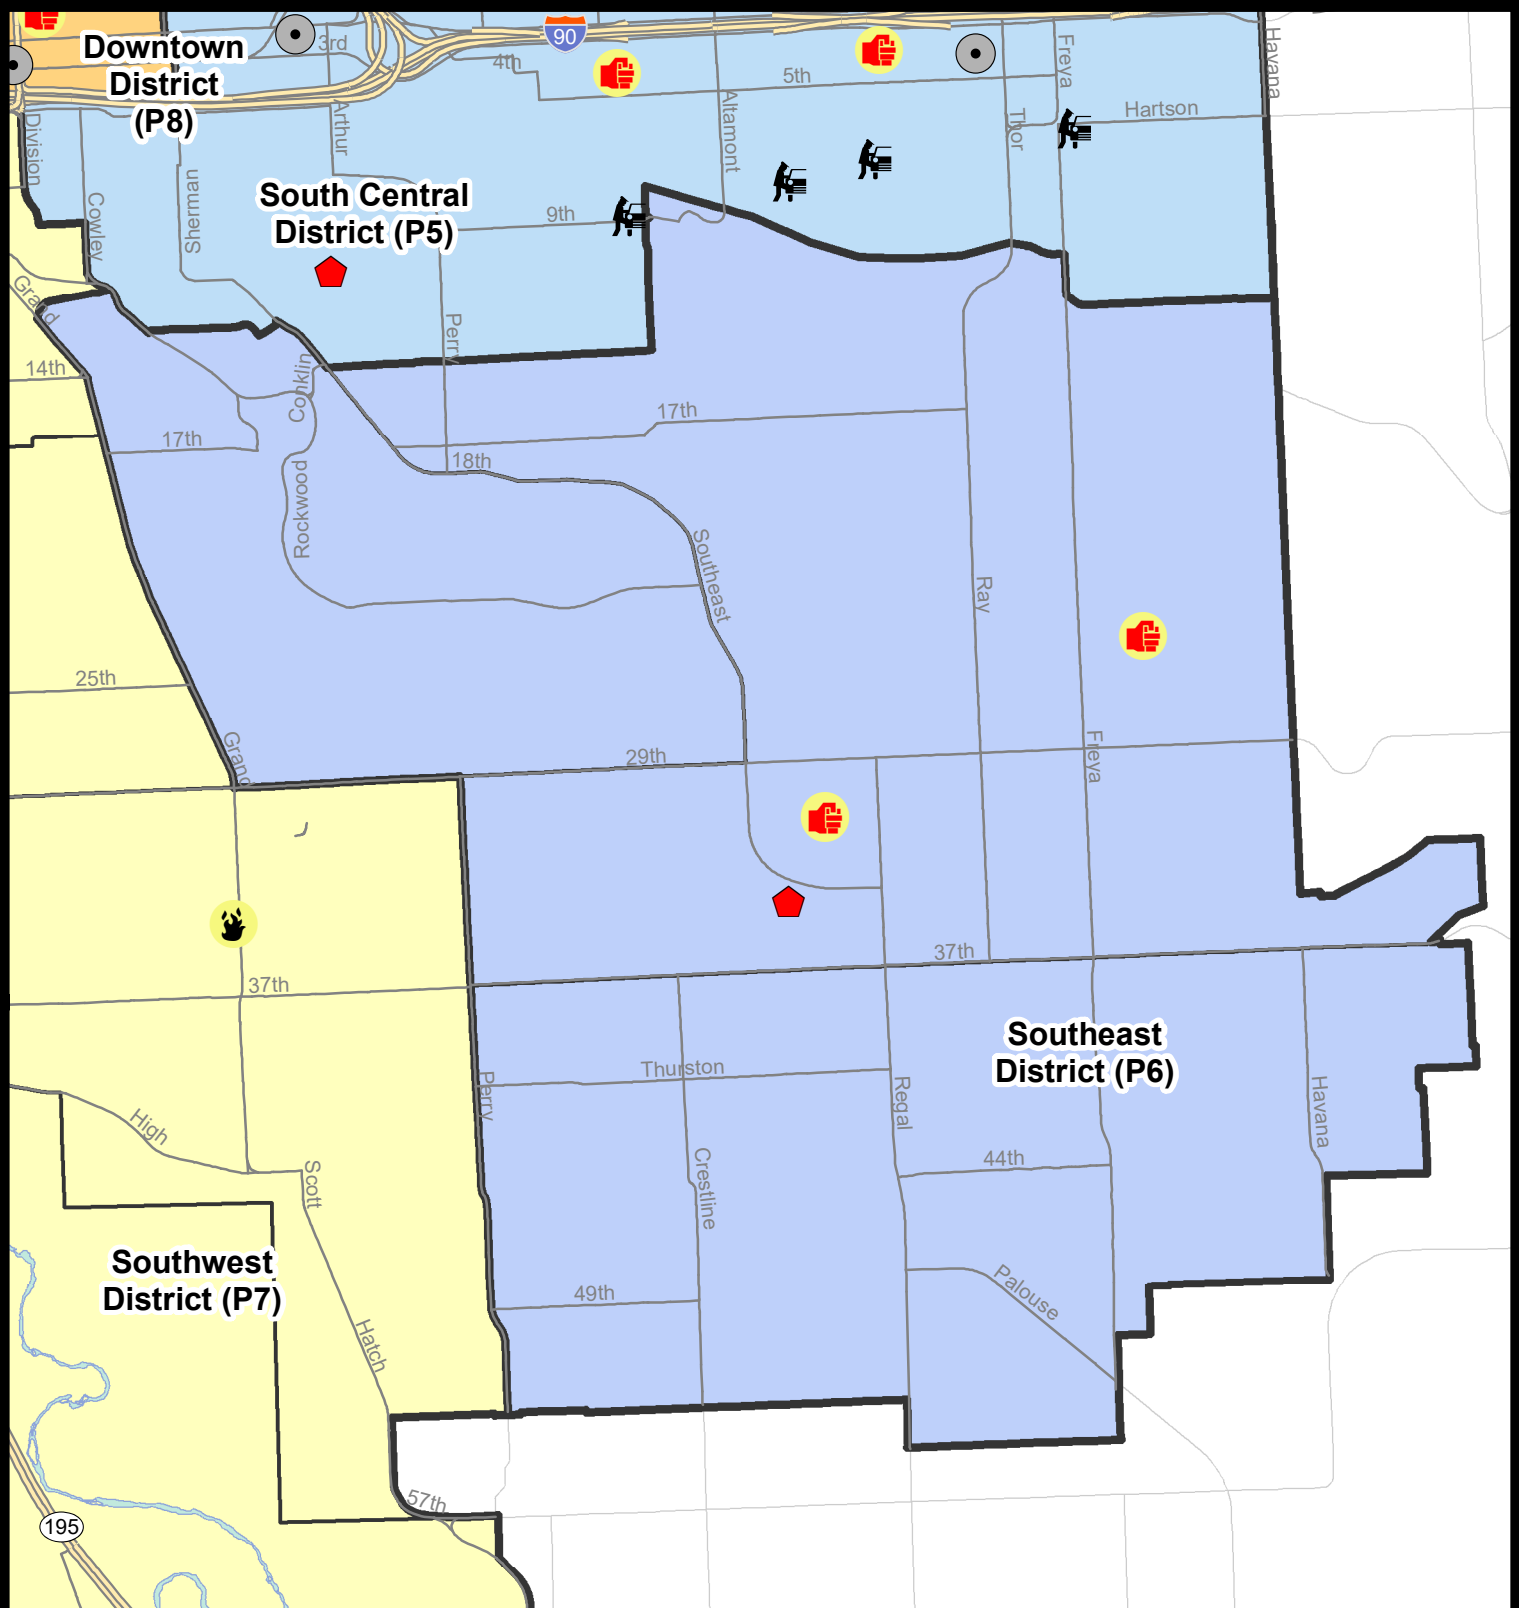 90
3rd
Downtown
District
(P8)
4th
5th
Freya
Havana
Altamont
Arthur
Division
Thor
Hartson
South Central
District (P5)
Sherman
Cowley
9th
Grand
Perry
14th
Conklin
17th
17th
18th
Rockwood
Southeast
Ray
25th
Grand
29th
Freya
37th
37th
Southeast
District (P6)
Thurston
Perry
Regal
Havana
High
Scott
Crestline
44th
Southwest
District (P7)
49th
Palouse
Hatch
57th
195